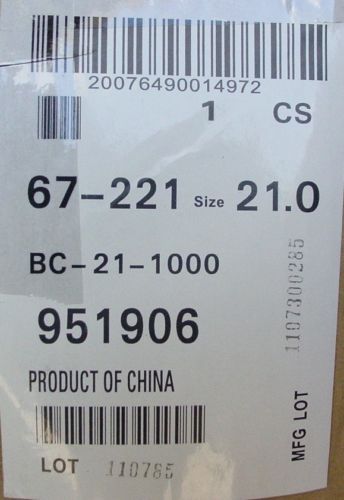 20076490014972
1 CS
67-221 Size 21.0
BC-21-1000
951906
PRODUCT OF CHINA
LOT 110785
MFG LOT 1107300285